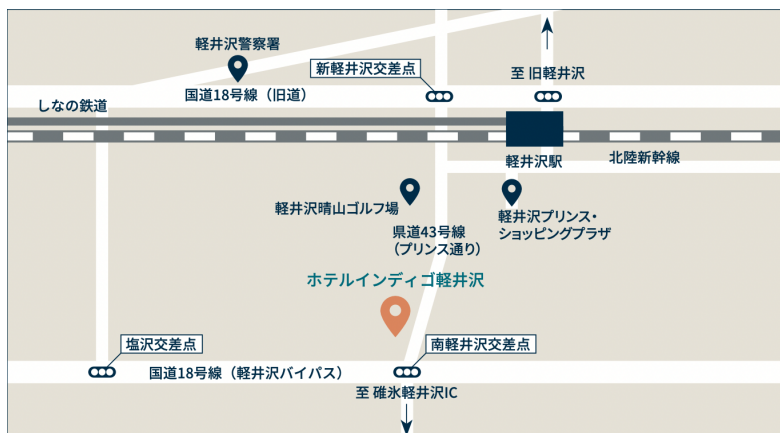 軽井沢警察署
新軽井沢交差点
至 旧軽井沢
国道18号線（旧道）
しなの鉄道
軽井沢駅
北陸新幹線
軽井沢晴山ゴルフ場
軽井沢プリンス・
ショッピングプラザ
県道43号線
（プリンス通り）
ホテルインディゴ軽井沢
塩沢交差点
南軽井沢交差点
国道18号線（軽井沢バイパス）
至 碓氷軽井沢IC